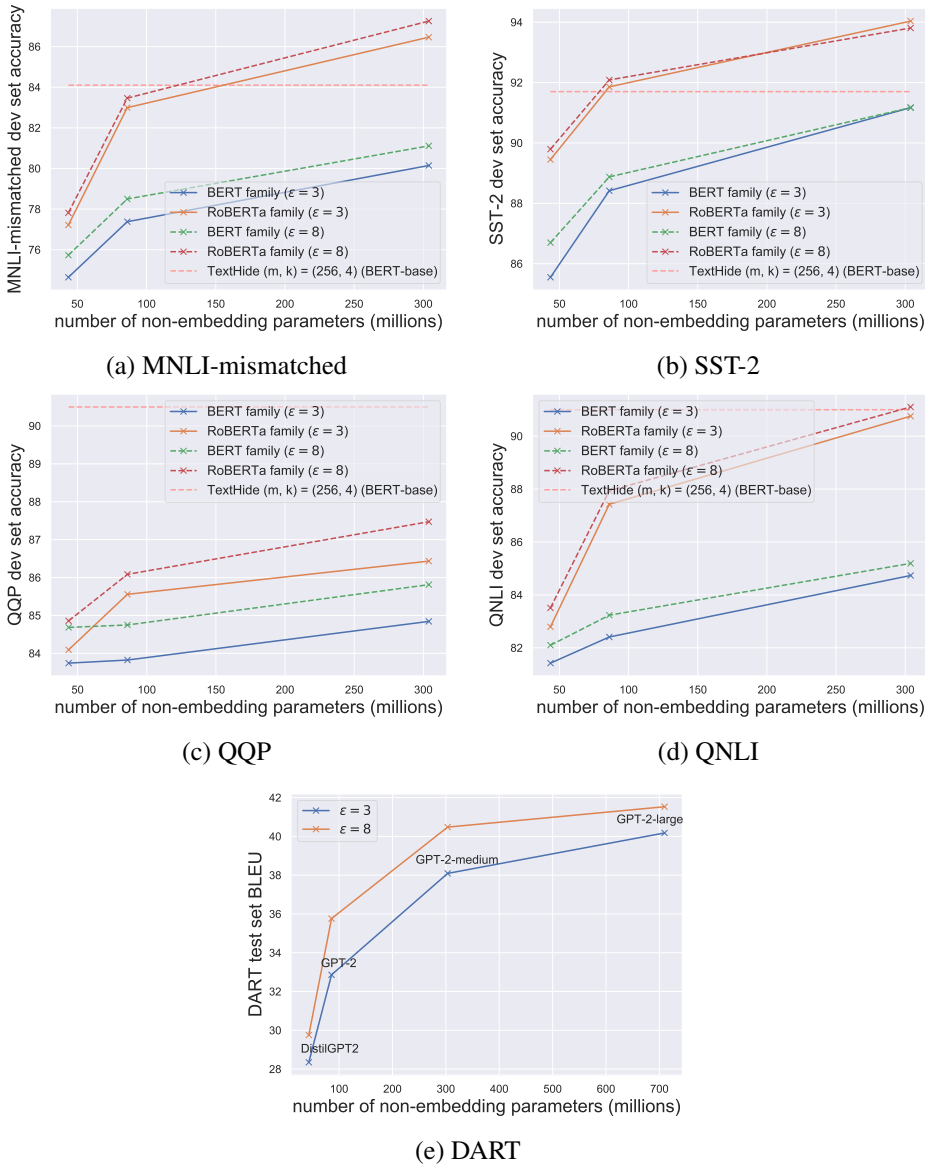 MNLI-mismatched dev set accuracy
86
84
82
80
78
76
BERT family (ε = 3)
RoBERTa family (ε = 3)
BERT family (ε = 8)
RoBERTa family (ε = 8)
TextHide (m, k) = (256, 4) (BERT-base)
50 100 150 200 250 300
number of non-embedding parameters (millions)
(a) MNLI-mismatched
SST-2 dev set accuracy
94
92
90
88
86
BERT family (ε = 3)
RoBERTa family (ε = 3)
BERT family (ε = 8)
RoBERTa family (ε = 8)
TextHide (m, k) = (256, 4) (BERT-base)
50 100 150 200 250 300
number of non-embedding parameters (millions)
(b) SST-2
QQP dev set accuracy
90
89
88
87
86
85
84
BERT family (ε = 3)
RoBERTa family (ε = 3)
BERT family (ε = 8)
RoBERTa family (ε = 8)
TextHide (m, k) = (256, 4) (BERT-base)
50 100 150 200 250 300
number of non-embedding parameters (millions)
(c) QQP
QNLI dev set accuracy
90
88
86
84
82
BERT family (ε = 3)
RoBERTa family (ε = 3)
BERT family (ε = 8)
RoBERTa family (ε = 8)
TextHide (m, k) = (256, 4) (BERT-base)
50 100 150 200 250 300
number of non-embedding parameters (millions)
(d) QNLI
DART test set BLEU
42
40
38
36
34
32
30
28
ε = 3
ε = 8
GPT-2-large
GPT-2-medium
GPT-2
DistilGPT2
100 200 300 400 500 600 700
number of non-embedding parameters (millions)
(e) DART